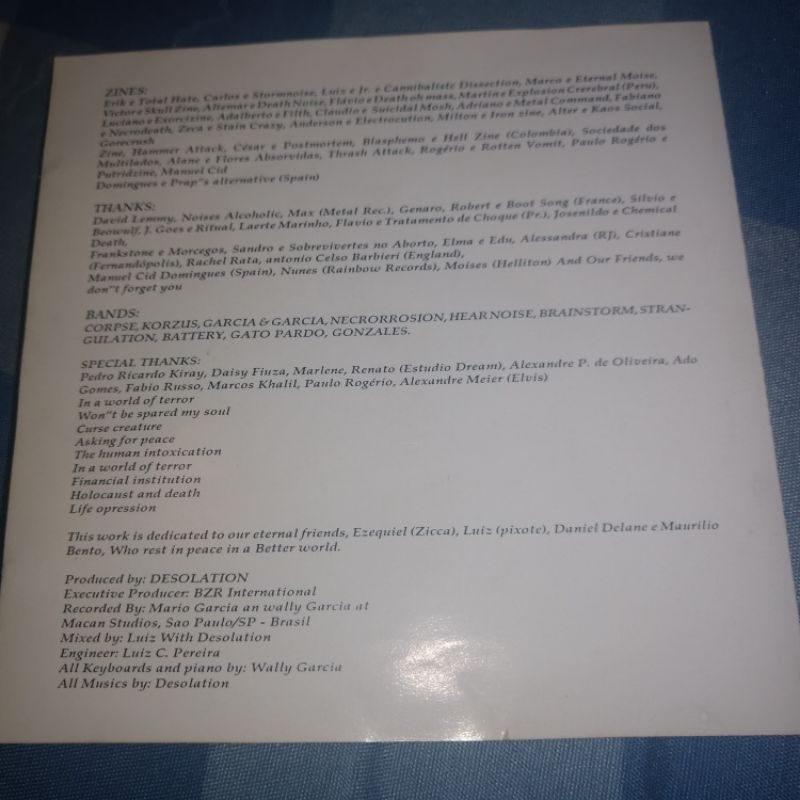 ZINES:
Erik e Total Hate, Carlos e Stormnoise, Luiz e Jr. e Cannibalistc Dissection, Marco e Eternal Moise,
Victor e Skull Zine, Altemar e Death Noise, Flávio e Death oh mass, Martin e Explosion Crerebral (Peru),
Luciano e Exorcizine, Adalberto e Filth, Claudio e Suicidal Mosh, Adriano e Metal Command, Fabiano
e Necrodeath, Zeca e Stain Crazy, Anderson e Electrocution, Milton e Iron zine, Alter e Kaos Social,
Gorecrush
Zine, Hammer Attack, César e Postmortem, Blasphemo e Hell Zine (Colombia), Sociedade dos
Multilados, Alane e Flores Absorvidas, Thrash Attack, Rogério e Rotten Vomit, Paulo Rogério e
Putridzine, Manuel Cid
Domingues e Prap"s alternative (Spain)
THANKS:
David Lemmy, Noises Alcoholic, Max (Metal Rec.), Genaro, Robert e Boot Song (France), Silvio e
Beowulf, J. Goes e Ritual, Laerte Marinho, Flavio e Tratamento de Choque (Pr.), Josenildo e Chemical
Death,
Frankstone e Morcegos, Sandro e Sobrevivertes no Aborto, Elma e Edu, Alessandra (RJ), Cristiane
(Fernandópolis), Rachel Rata, antonio Celso Barbieri (England),
Manuel Cid Domingues (Spain), Nunes (Rainbow Records), Moises (Helliton) And Our Friends, we
don"t forget you
BANDS:
CORPSE, KORZUS, GARCIA & GARCIA, NECRORROSION, HEAR NOISE, BRAINSTORM, STRAN-
GULATION, BATTERY, GATO PARDO, GONZALES.
SPECIAL THANKS:
Pedro Ricardo Kiray, Daisy Fiuza, Marlene, Renato (Estudio Dream), Alexandre P. de Oliveira, Ado
Gomes, Fabio Russo, Marcos Khalil, Paulo Rogério, Alexandre Meier (Elvis)
In a world of terror
Won"t be spared my soul
Curse creature
Asking for peace
The human intoxication
In a world of terror
Financial institution
Holocaust and death
Life opression
This work is dedicated to our eternal friends, Ezequiel (Zicca), Luiz (pixote), Daniel Delane e Maurilio
Bento, Who rest in peace in a Better world.
Produced by: DESOLATION
Executive Producer: BZR International
Recorded By: Mario Garcia an wally Garcia at
Macan Studios, Sao Paulo/SP - Brasil
Mixed by: Luiz With Desolation
Engineer: Luiz C. Pereira
All Keyboards and piano by: Wally Garcia
All Musics by: Desolation